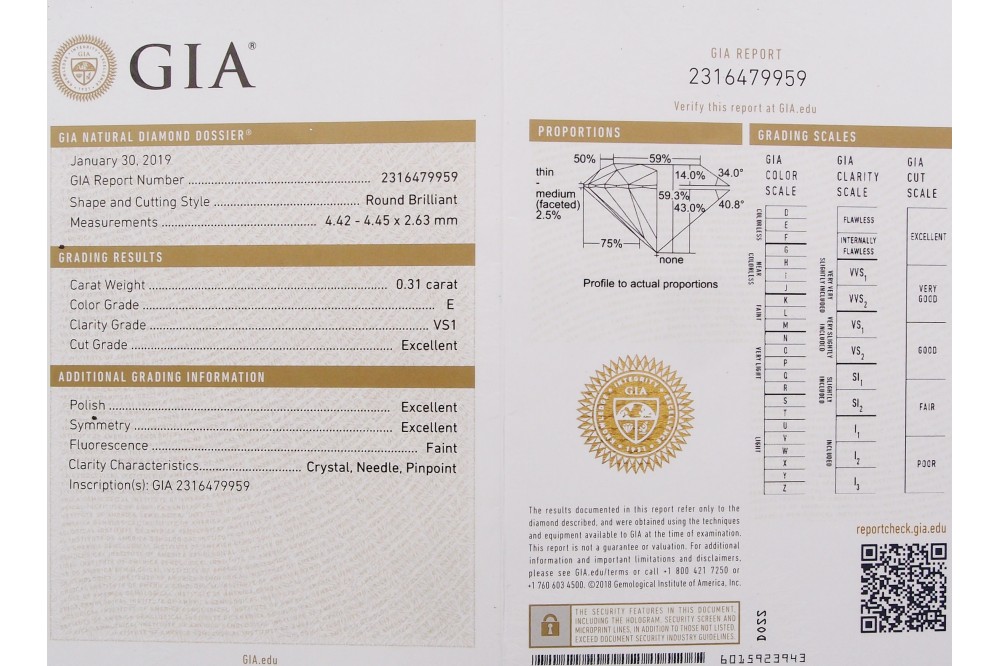 GIA®
GIA NATURAL DIAMOND DOSSIER®
January 30, 2019
GIA Report Number 2316479959
Shape and Cutting Style Round Brilliant
Measurements 4.42 - 4.45 x 2.63 mm
GRADING RESULTS
Carat Weight 0.31 carat
Color Grade E
Clarity Grade VS1
Cut Grade Excellent
ADDITIONAL GRADING INFORMATION
Polish Excellent
Symmetry Excellent
Fluorescence Faint
Clarity Characteristics Crystal, Needle, Pinpoint
Inscription(s): GIA 2316479959
GIA.edu
GIA REPORT
2316479959
Verify this report at GIA.edu
PROPORTIONS
50%
59%
thin
-
medium
(faceted)
2.5%
14.0%
34.0°
59.3%
43.0%
40.8°
75%
none
Profile to actual proportions
GIA
The results documented in this report refer only to the
diamond described, and were obtained using the techniques
and equipment available to GIA at the time of examination.
This report is not a guarantee or valuation. For additional
information and important limitations and disclaimers,
please see GIA.edu/terms or call +1 800 421 7250 or
+1 760 603 4500. ©2018 Gemological Institute of America, Inc.
THE SECURITY FEATURES IN THIS DOCUMENT,
INCLUDING THE HOLOGRAM, SECURITY SCREEN AND
MICROPRINT LINES, IN ADDITION TO THOSE NOT LISTED,
EXCEED DOCUMENT SECURITY INDUSTRY GUIDELINES.
GRADING SCALES
GIA
COLOR
SCALE
COLORLESS
D
E
F
NEAR COLORLESS
G
H
I
J
FAINT
K
L
M
VERY LIGHT
N
O
P
Q
R
LIGHT
S
T
U
V
W
X
Y
Z
GIA
CLARITY
SCALE
FLAWLESS
INTERNALLY
FLAWLESS
VERY VERY
SLIGHTLY INCLUDED
VVS1
VVS2
VERY SLIGHTLY
INCLUDED
VS1
VS2
SLIGHTLY
INCLUDED
SI1
SI2
INCLUDED
I1
I2
I3
GIA
CUT
SCALE
EXCELLENT
VERY
GOOD
GOOD
FAIR
POOR
reportcheck.gia.edu
DOS2
6015923943